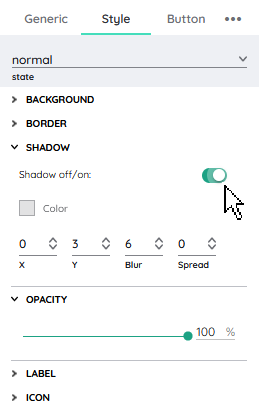 Generic Style Button •••
normal
state
BACKGROUND
BORDER
SHADOW
Shadow off/on:
Color
0 3 6 0
X Y Blur Spread
OPACITY
100 %
LABEL
ICON